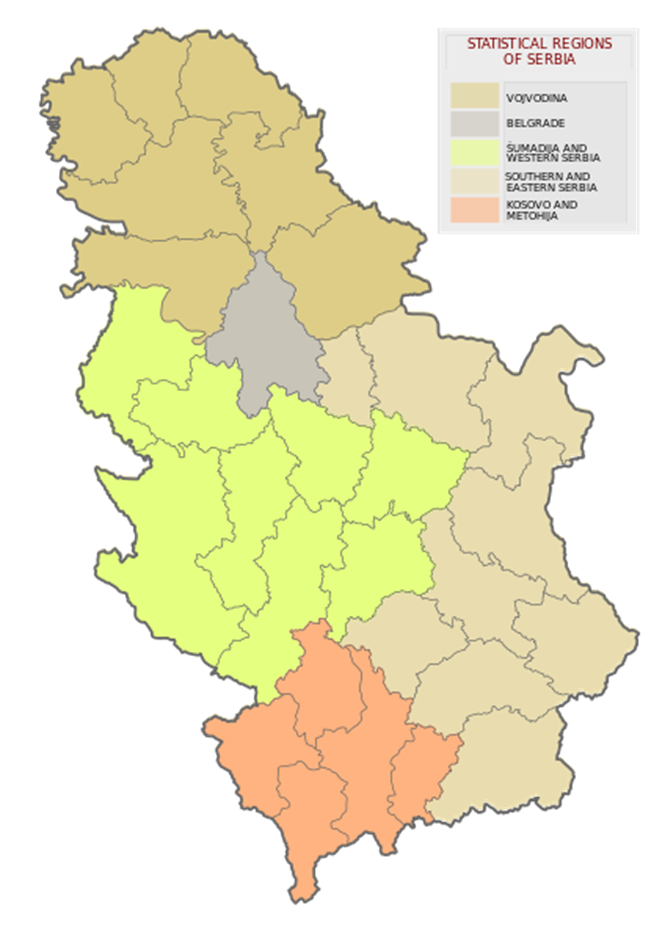 STATISTICAL REGIONS
OF SERBIA
VOJVODINA
BELGRADE
ŠUMADIJA AND
WESTERN SERBIA
SOUTHERN AND
EASTERN SERBIA
KOSOVO AND
METOHIJA